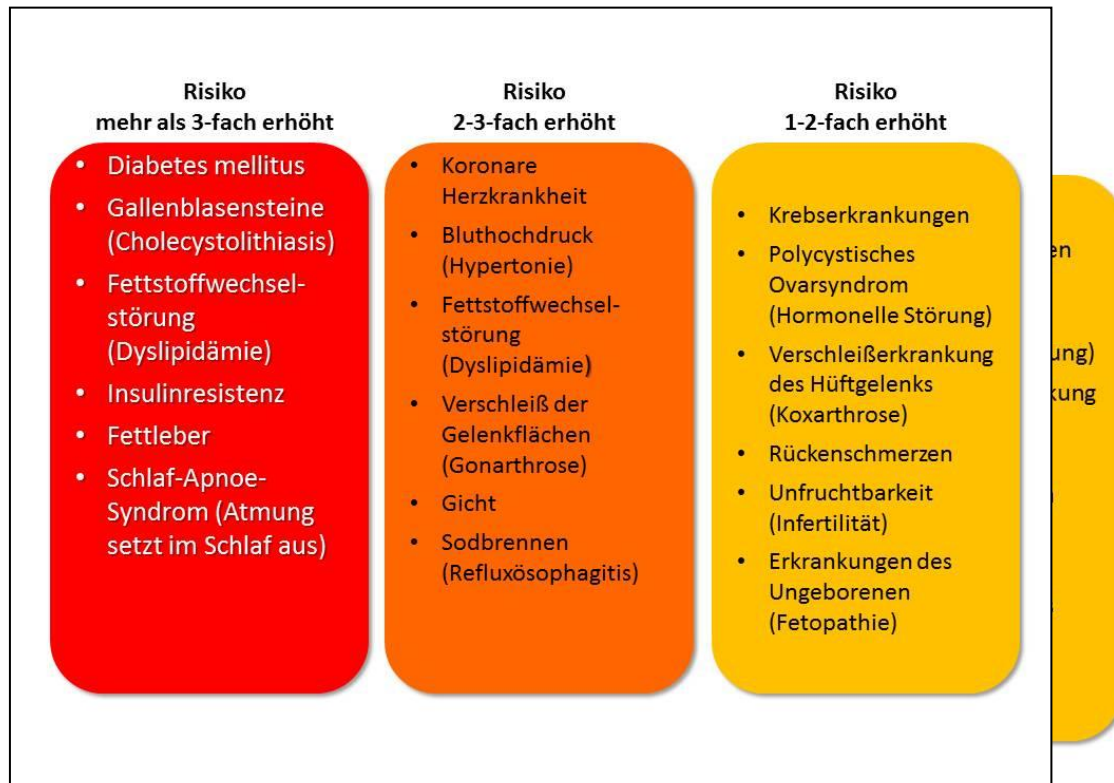 Risiko
mehr als 3-fach erhöht
• Diabetes mellitus
• Gallenblasensteine
(Cholecystolithiasis)
• Fettstoffwechsel-
störung
(Dyslipidämie)
• Insulinresistenz
• Fettleber
• Schlaf-Apnoe-
Syndrom (Atmung
setzt im Schlaf aus)
Risiko
2-3-fach erhöht
• Koronare
Herzkrankheit
• Bluthochdruck
(Hypertonie)
• Fettstoffwechsel-
störung
(Dyslipidämie)
• Verschleiß der
Gelenkflächen
(Gonarthrose)
• Gicht
• Sodbrennen
(Refluxösophagitis)
Risiko
1-2-fach erhöht
• Krebserkrankungen
• Polycystisches
Ovarsyndrom
(Hormonelle Störung)
• Verschleißerkrankung
des Hüftgelenks
(Koxarthrose)
• Rückenschmerzen
• Unfruchtbarkeit
(Infertilität)
• Erkrankungen des
Ungeborenen
(Fetopathie)
en
ung)
kung